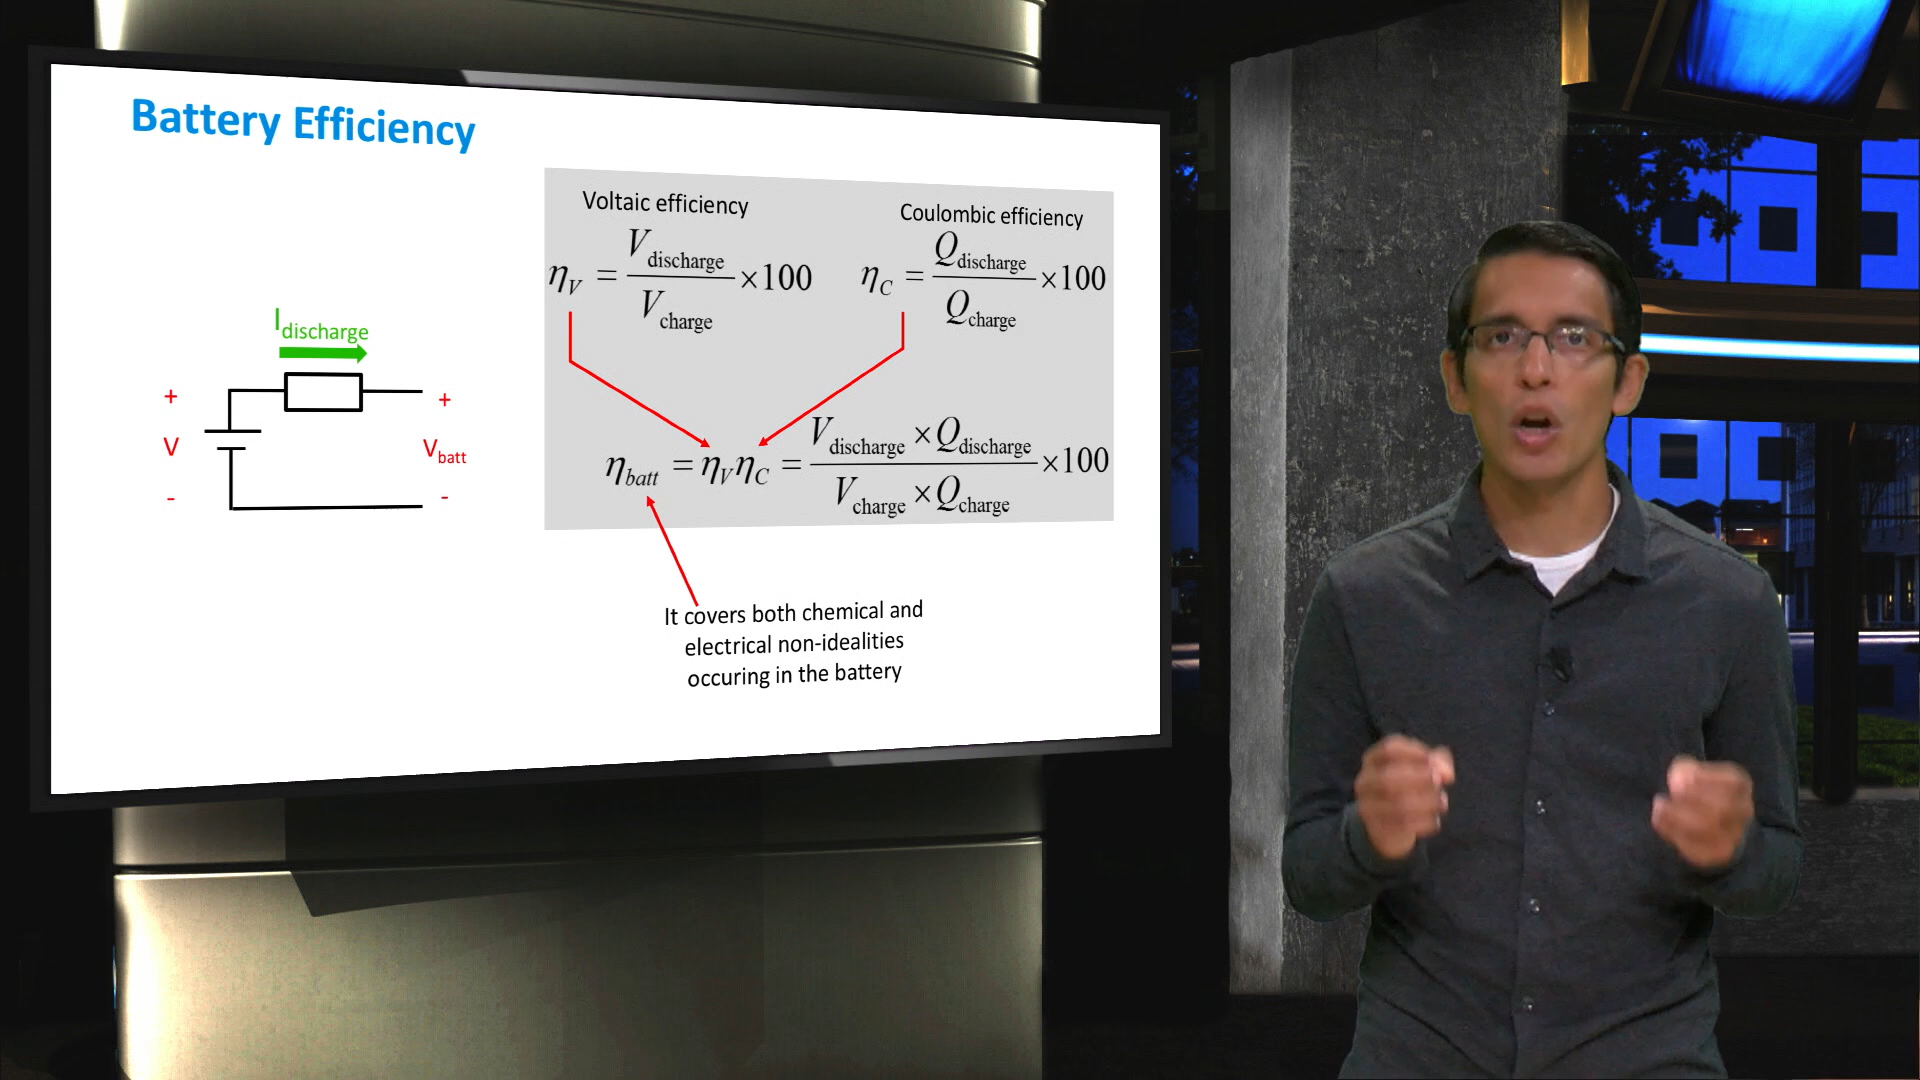 Battery Efficiency
Voltaic efficiency
η_V = V_discharge / V_charge ×100
Coulombic efficiency
η_C = Q_discharge / Q_charge ×100
I_discharge
+
V
-
+
V_batt
-
η_batt = η_V η_C = V_discharge × Q_discharge / V_charge × Q_charge ×100
It covers both chemical and
electrical non-idealities
occuring in the battery